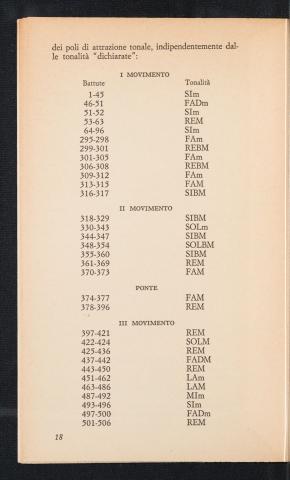 dei poli di attrazione tonale, indipendentemente dal-
le tonalità "dichiarate":
I MOVIMENTO
Battute Tonalità
1-45 SIm
46-51 FADm
51-52 SIm
53-63 REM
64-96 SIm
295-298 FAm
299-301 REBM
301-305 FAm
306-308 REBM
309-312 FAm
313-315 FAM
316-317 SIBM
II MOVIMENTO
318-329 SIBM
330-343 SOLm
344-347 SIBM
348-354 SOLBM
355-360 SIBM
361-369 REM
370-373 FAM
PONTE
374-377 FAM
378-396 REM
III MOVIMENTO
397-421 REM
422-424 SOLM
425-436 REM
437-442 FADM
443-450 REM
451-462 LAm
463-486 LAM
487-492 MIm
493-496 SIm
497-500 FADm
501-506 REM
18